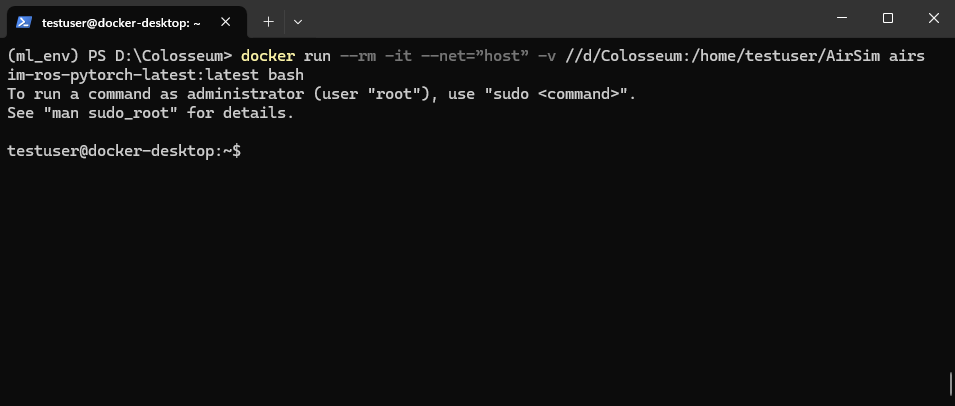 testuser@docker-desktop: ~
(ml_env) PS D:\Colosseum> docker run --rm -it --net=”host” -v //d/Colosseum:/home/testuser/AirSim airs
im-ros-pytorch-latest:latest bash
To run a command as administrator (user "root"), use "sudo <command>".
See "man sudo_root" for details.
testuser@docker-desktop:~$